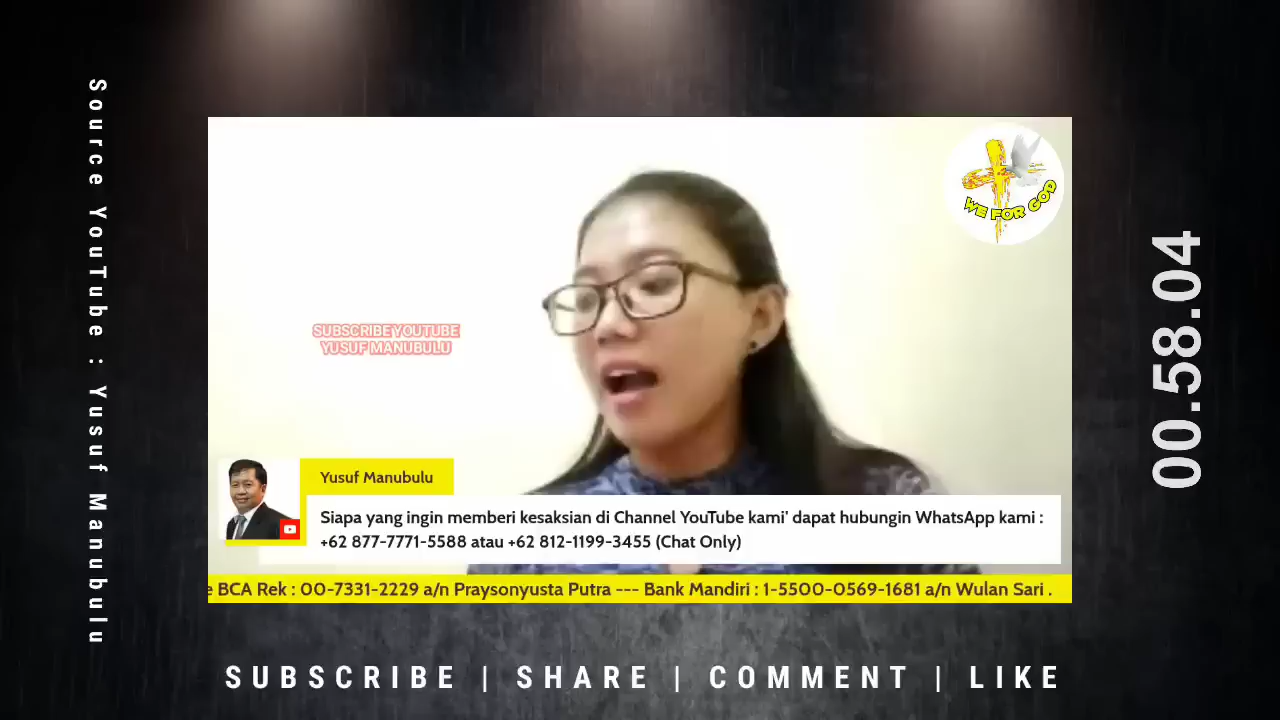 Source YouTube : Yusuf Manubulu
WE FOR GOD
SUBSCRIBE YOUTUBE
YUSUF MANUBULU
00.58.04
Yusuf Manubulu
Siapa yang ingin memberi kesaksian di Channel YouTube kami' dapat hubungin WhatsApp kami :
+62 877-7771-5588 atau +62 812-1199-3455 (Chat Only)
e BCA Rek : 00-7331-2229 a/n Praysonyusta Putra --- Bank Mandiri : 1-5500-0569-1681 a/n Wulan Sari .
SUBSCRIBE | SHARE | COMMENT | LIKE